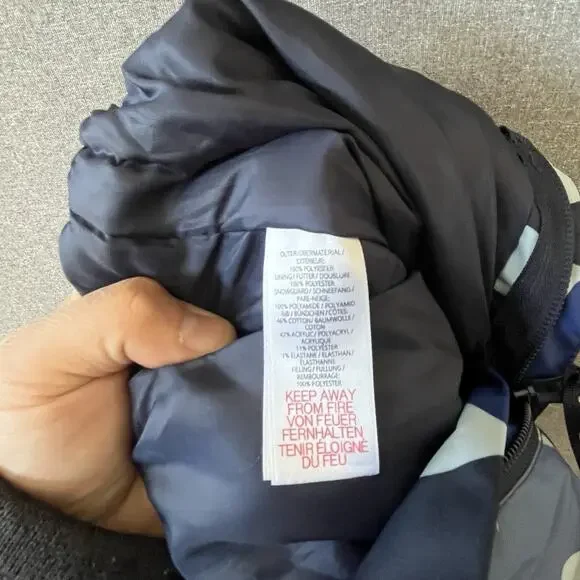 OUTER/OBERMATERIAL/
EXTÉRIEURE:
100% POLYESTER
LINING/FUTTER/DOUBLURE:
100% POLYESTER
SNOWGUARD/SCHNEEFANG/
PARE-NEIGE:
100% POLYAMIDE/POLYAMID
RIB/BÜNDCHEN/CÔTES:
46% COTTON/BAUMWOLLE/
COTON
42% ACRYLIC/POLYACRYL/
ACRYLIQUE
11% POLYESTER
1% ELASTANE/ELASTHAN/
ÉLASTHANNE
FILLING/FÜLLUNG/
REMBOURRAGE:
100% POLYESTER
KEEP AWAY
FROM FIRE
VON FEUER
FERNHALTEN
TENIR ÉLOIGNÉ
DU FEU